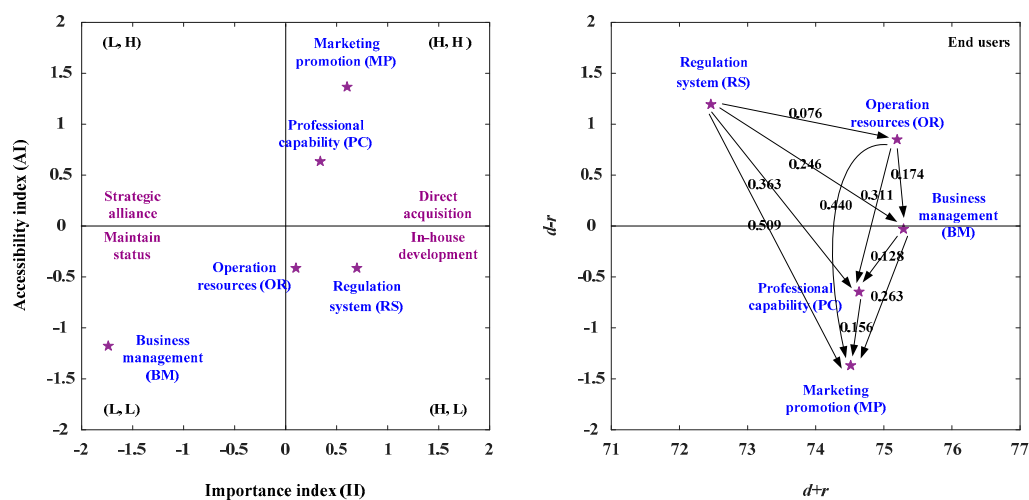 2
1.5
1
0.5
0
-0.5
-1
-1.5
-2
Accessibility index (AI)
(L, H)
(H, H )
Marketing
promotion (MP)
Professional
capability (PC)
Strategic
alliance
Direct
acquisition
Maintain
status
In-house
development
Operation
resources (OR)
Regulation
system (RS)
Business
management
(BM)
(L, L)
(H, L)
-2
-1.5
-1
-0.5
0
0.5
1
1.5
2
Importance index (II)
2
1.5
1
0.5
0
-0.5
-1
-1.5
-2
d-r
End users
Regulation
system (RS)
Operation
resources (OR)
0.076
0.174
0.246
0.363
0.311
0.440
0.509
Business
management
(BM)
0.128
Professional
capability (PC)
0.263
0.156
Marketing
promotion (MP)
71
72
73
74
75
76
77
d+r